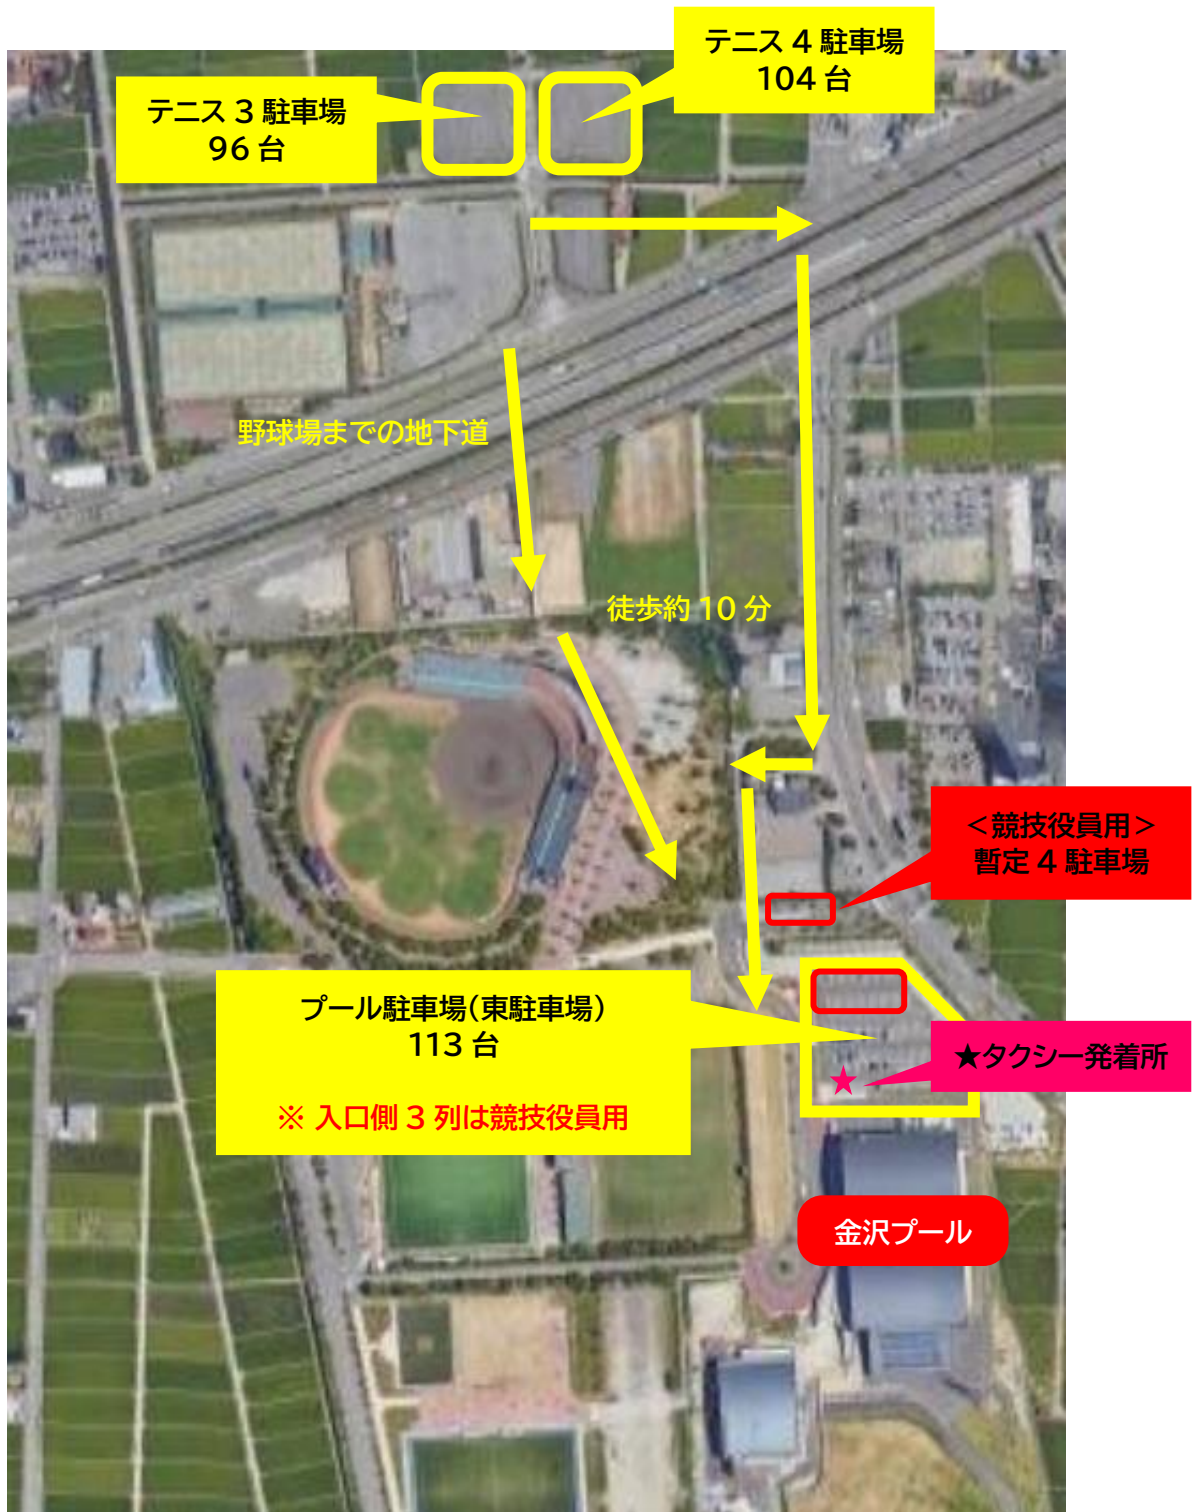 テニス 4 駐車場
104 台
テニス 3 駐車場
96 台
野球場までの地下道
徒歩約 10 分
<競技役員用>
暫定 4 駐車場
プール駐車場(東駐車場)
113 台
※ 入口側 3 列は競技役員用
★タクシー発着所
★
金沢プール